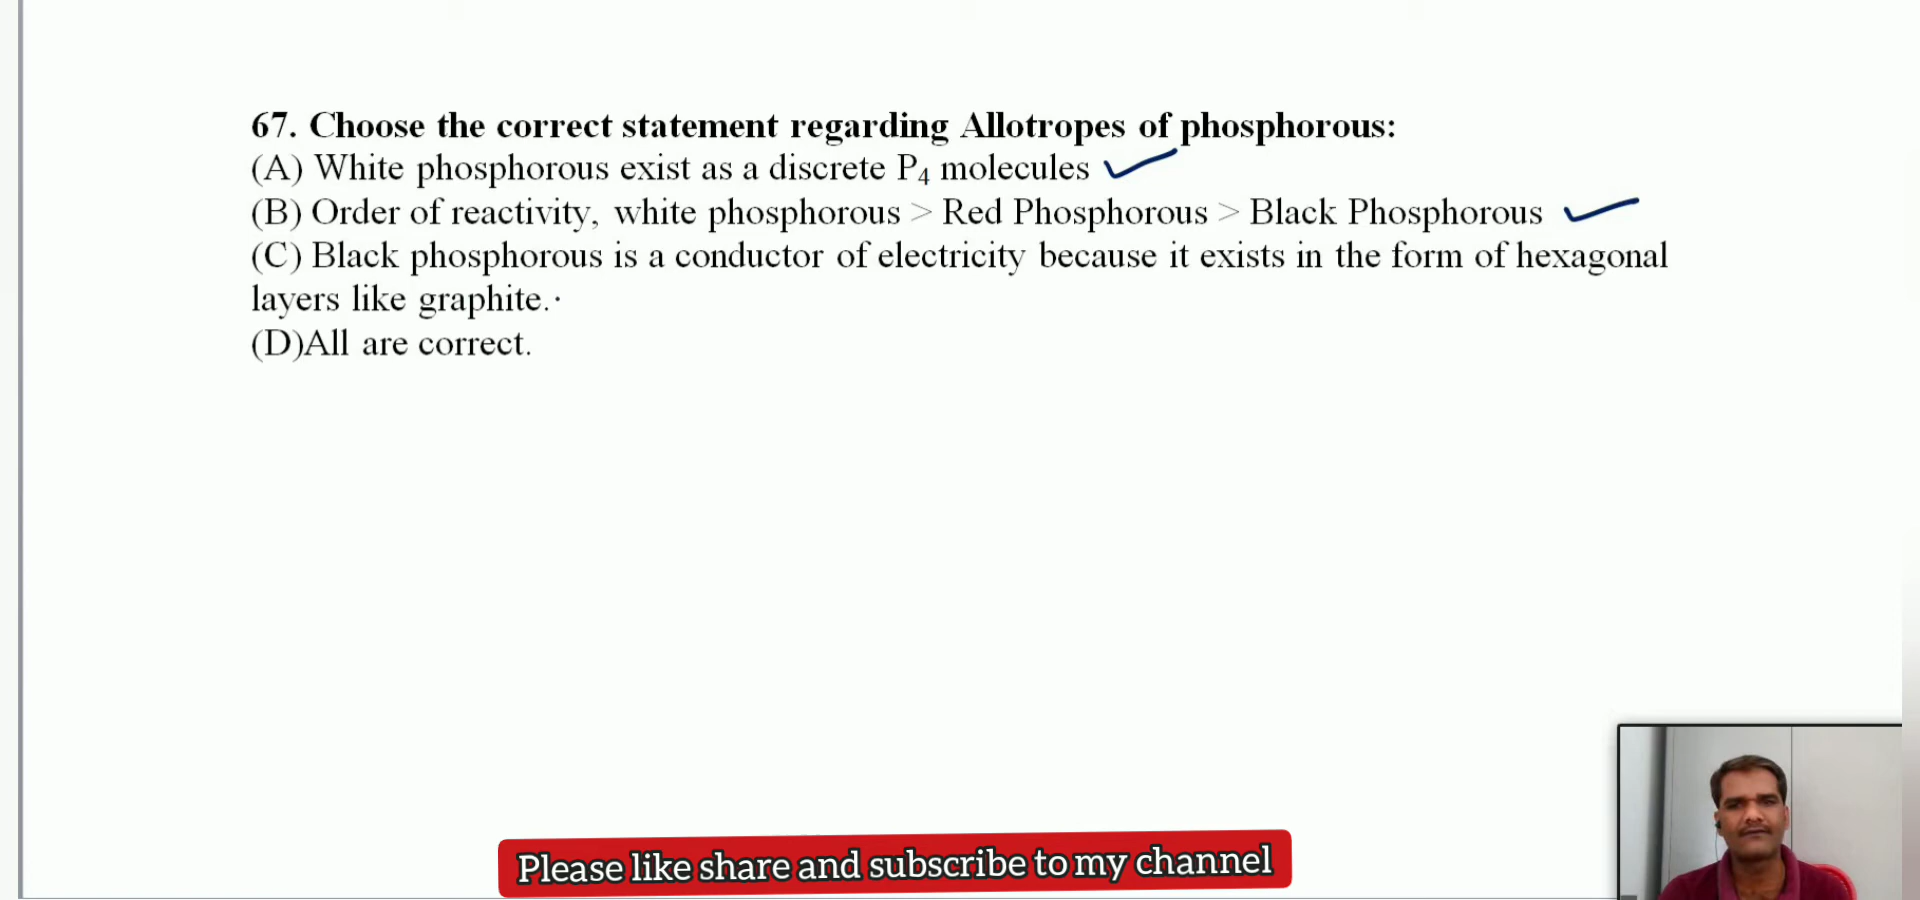 67. Choose the correct statement regarding Allotropes of phosphorous:
(A) White phosphorous exist as a discrete P₄ molecules
(B) Order of reactivity, white phosphorous > Red Phosphorous > Black Phosphorous
(C) Black phosphorous is a conductor of electricity because it exists in the form of hexagonal
layers like graphite.
(D)All are correct.
Please like share and subscribe to my channel